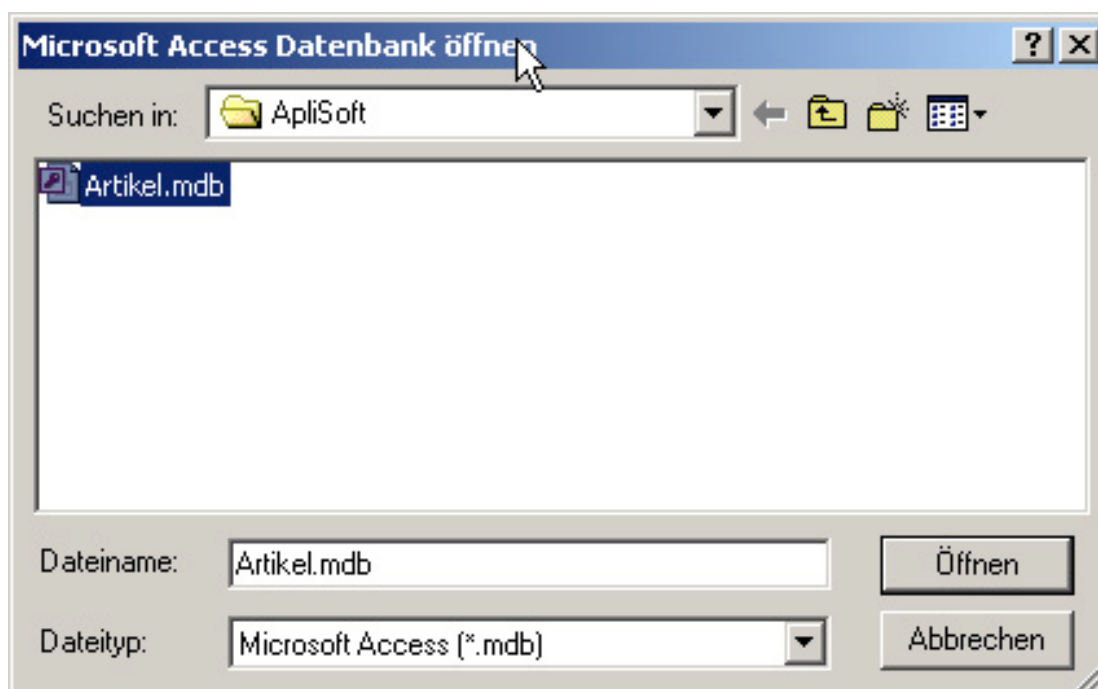 Microsoft Access Datenbank öffnen
Suchen in: ApliSoft
Artikel.mdb
Dateiname: Artikel.mdb Öffnen
Dateityp: Microsoft Access (*.mdb) Abbrechen